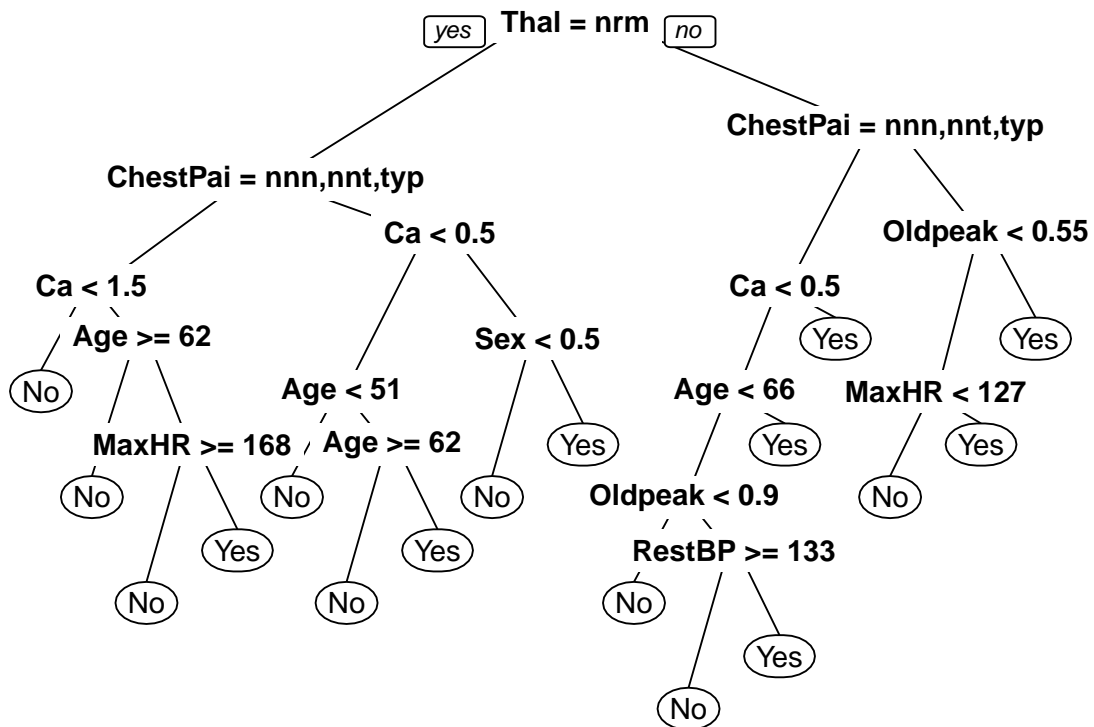 Thal = nrm
yes
no
ChestPai = nnn,nnt,typ
ChestPai = nnn,nnt,typ
Ca < 0.5
Oldpeak < 0.55
Ca < 1.5
Ca < 0.5
Age >= 62
Sex < 0.5
Yes
Yes
No
Age < 51
Age < 66
MaxHR < 127
MaxHR >= 168
Age >= 62
Yes
Yes
Yes
No
No
No
Oldpeak < 0.9
No
Yes
Yes
RestBP >= 133
No
No
No
Yes
No